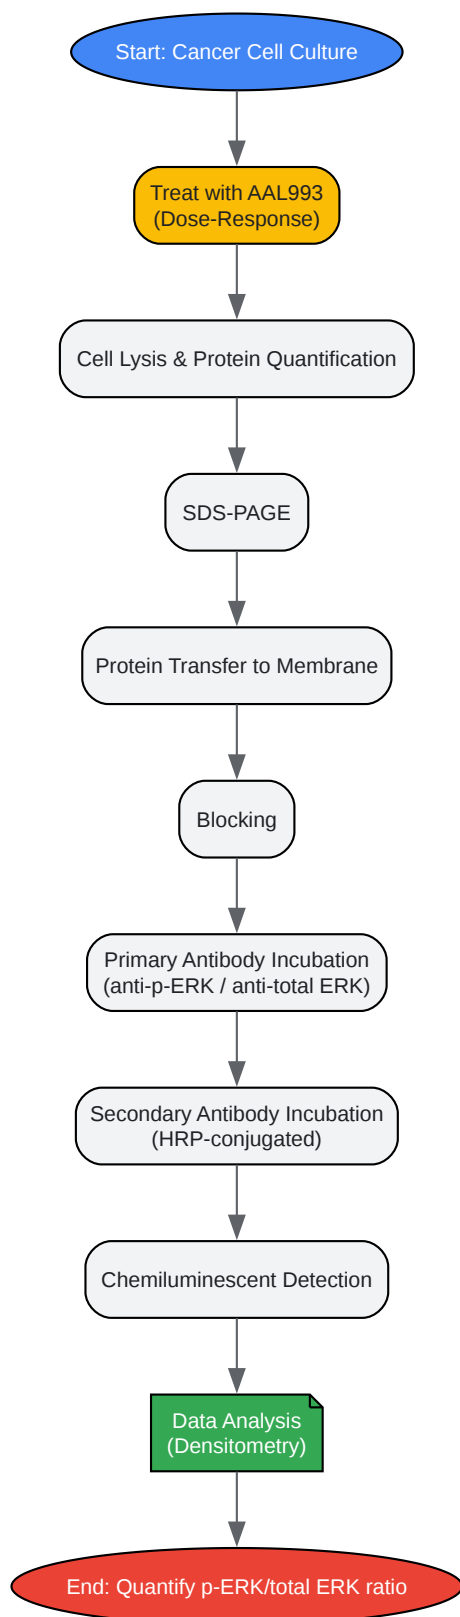 Start: Cancer Cell Culture
Treat with AAL993
(Dose-Response)
Cell Lysis & Protein Quantification
SDS-PAGE
Protein Transfer to Membrane
Blocking
Primary Antibody Incubation
(anti-p-ERK / anti-total ERK)
Secondary Antibody Incubation
(HRP-conjugated)
Chemiluminescent Detection
Data Analysis
(Densitometry)
End: Quantify p-ERK/total ERK ratio